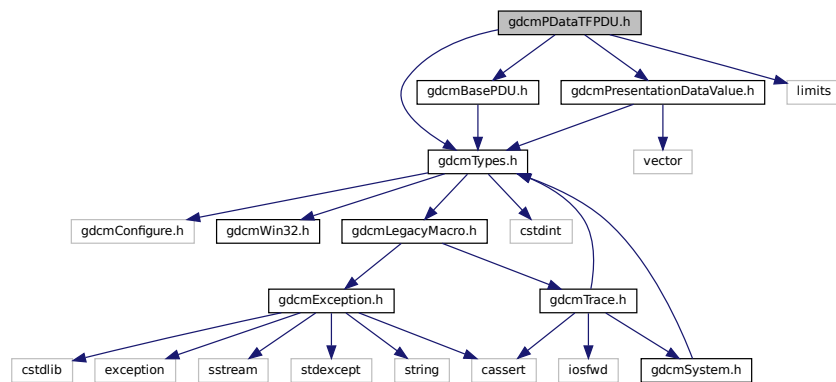 gdcmPDataTFPDU.h
gdcmBasePDU.h
gdcmPresentationDataValue.h
limits
gdcmTypes.h
vector
gdcmConfigure.h
gdcmWin32.h
gdcmLegacyMacro.h
cstdint
gdcmException.h
gdcmTrace.h
cstdlib
exception
sstream
stdexcept
string
cassert
iosfwd
gdcmSystem.h